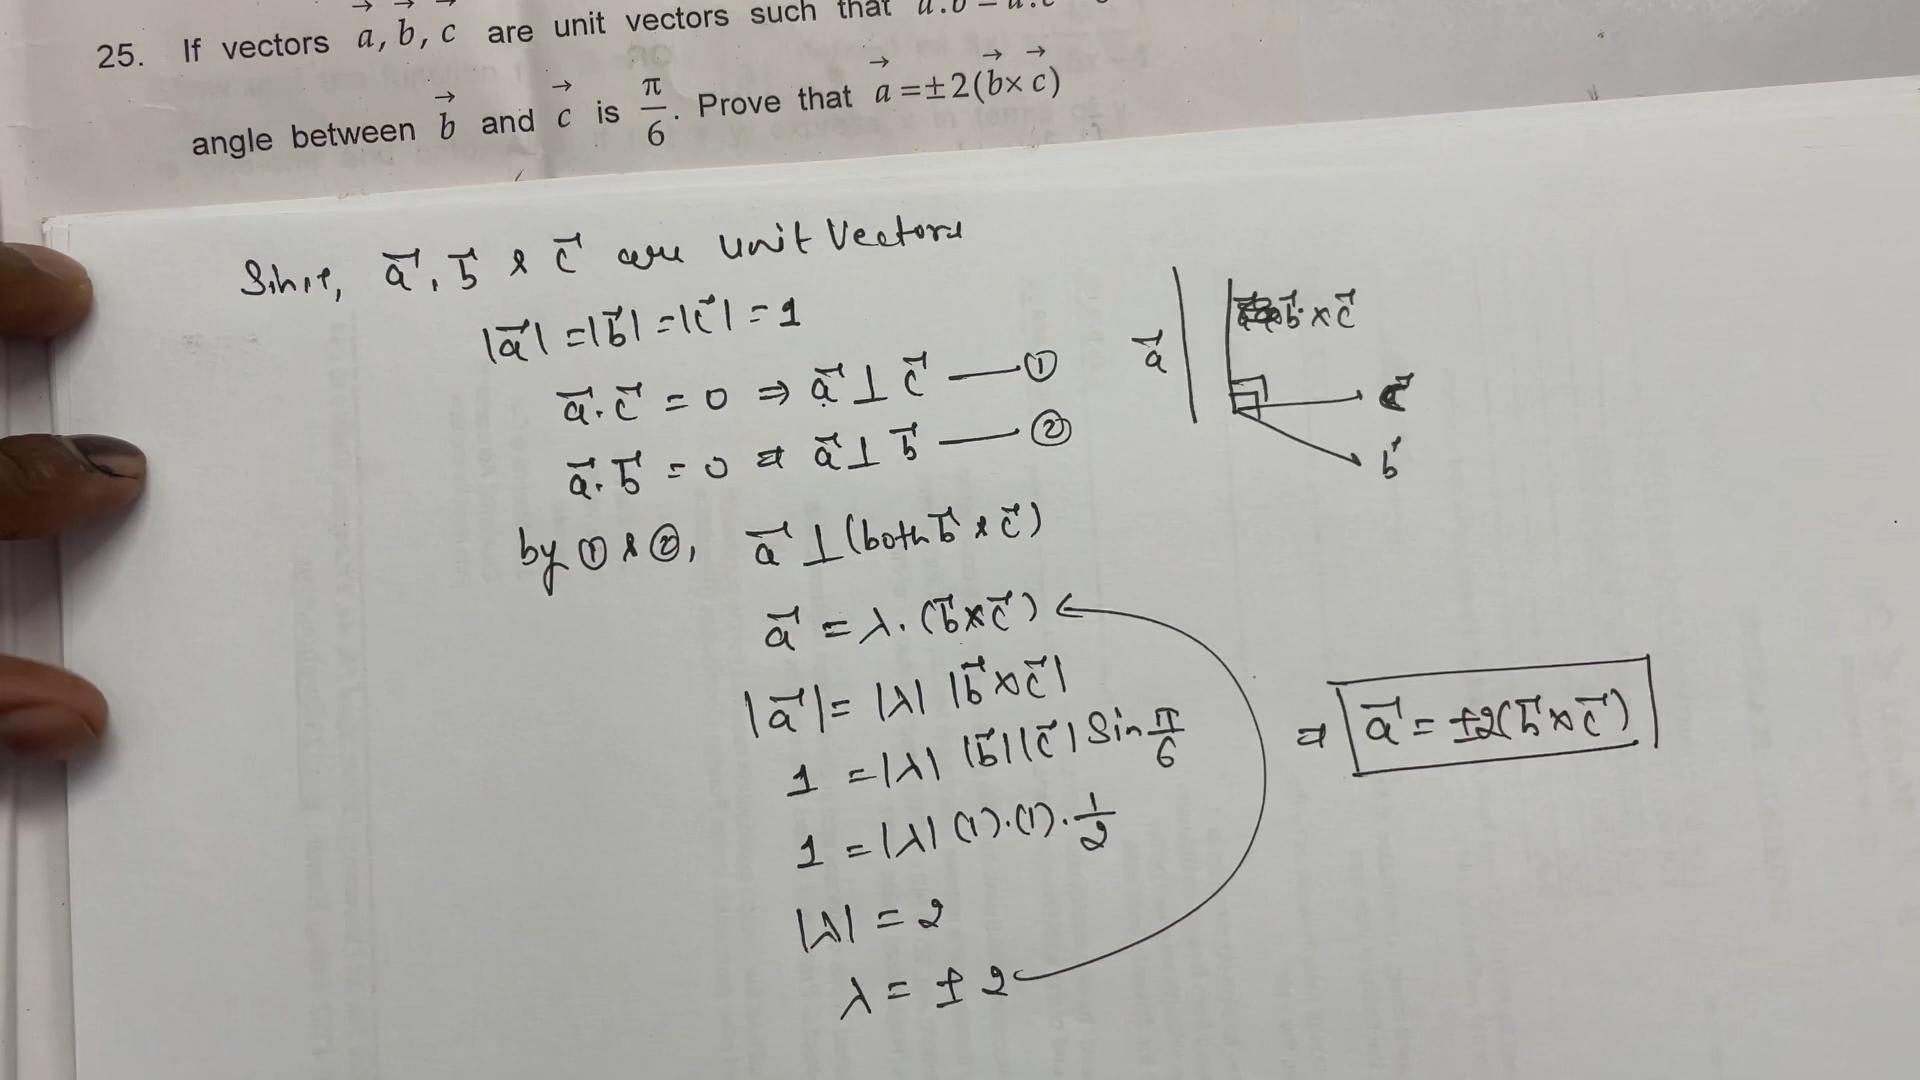 25. If vectors a⃗, b⃗, c⃗ are unit vectors such that a.b = a.c
angle between b⃗ and c⃗ is π/6. Prove that a⃗ = ±2(b⃗× c⃗)
Since, a⃗, b⃗ & c⃗ are unit Vectors
|a⃗| = |b⃗| = |c⃗| = 1
a⃗.c⃗ = 0 ⇒ a⃗ ⊥ c⃗ — ①
a⃗.b⃗ = 0 ⇒ a⃗ ⊥ b⃗ — ②
by ① & ②, a⃗ ⊥ (both b⃗ & c⃗)
a⃗ = λ.(b⃗×c⃗)
|a⃗| = |λ| |b⃗×c⃗|
1 = |λ| |b⃗||c⃗| Sin π/6
1 = |λ| (1).(1).1/2
|λ| = 2
λ = ± 2
a⃗
b⃗ × c⃗
c⃗
b⃗
⇒ a⃗ = ±2(b⃗×c⃗)